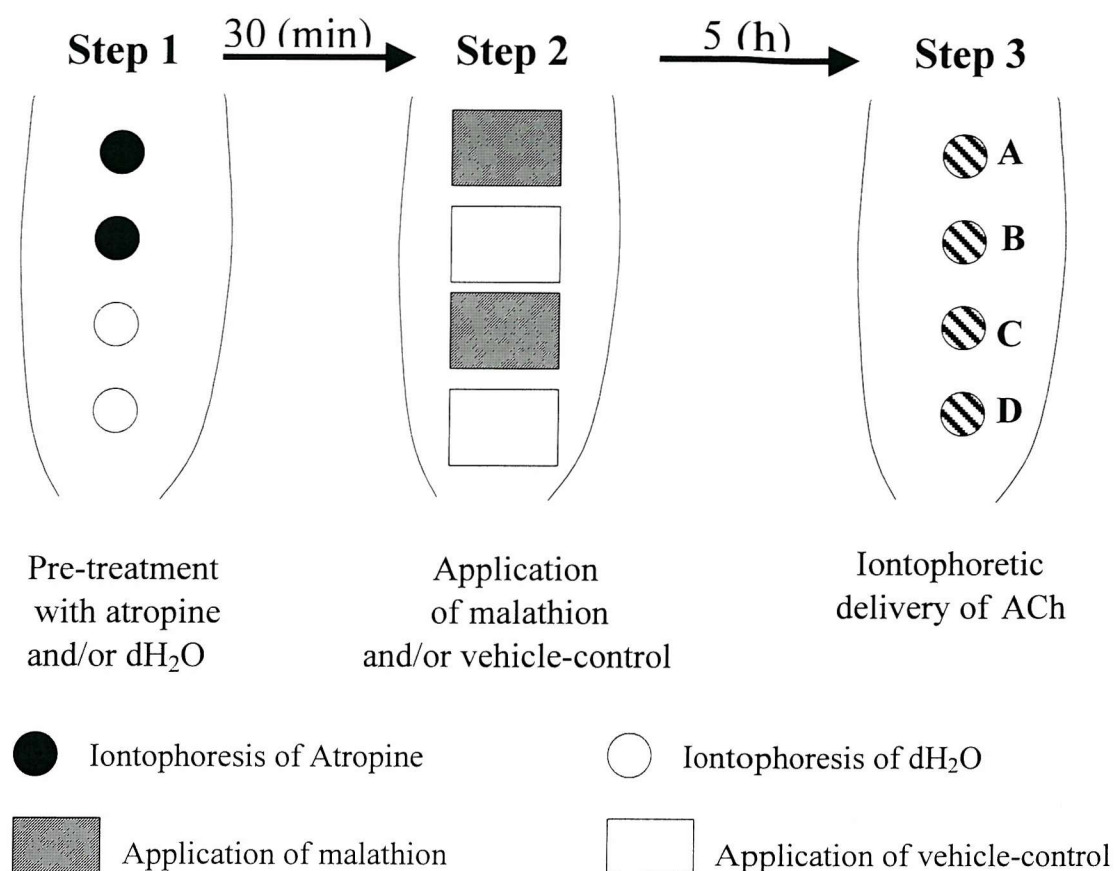 Step 1 30 (min) Step 2 5 (h) Step 3
A
B
C
D
Pre-treatment
with atropine
and/or dH₂O
Application
of malathion
and/or vehicle-control
Iontophoretic
delivery of ACh
Iontophoresis of Atropine
Iontophoresis of dH₂O
Application of malathion
Application of vehicle-control